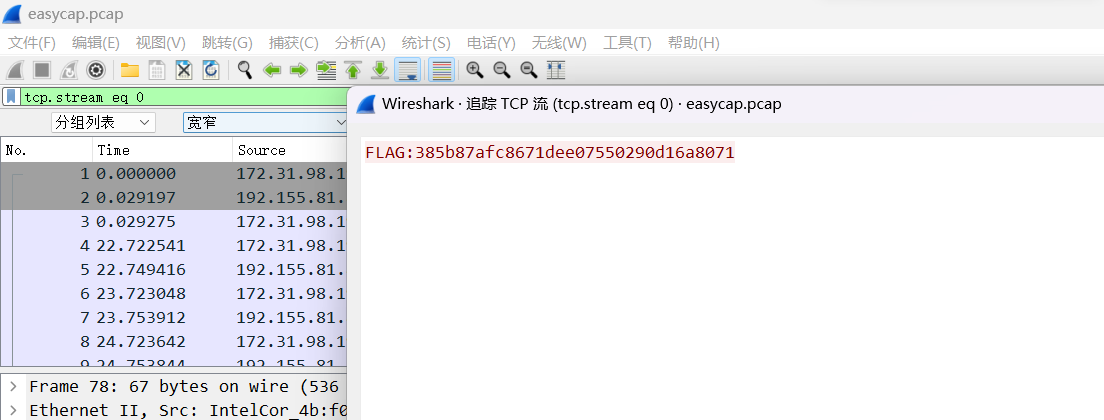 easycap.pcap
文件(F) 编辑(E) 视图(V) 跳转(G) 捕获(C) 分析(A) 统计(S) 电话(Y) 无线(W) 工具(T) 帮助(H)
tcp.stream eq 0
Wireshark · 追踪 TCP 流 (tcp.stream eq 0) · easycap.pcap
分组列表 宽窄
FLAG:385b87afc8671dee07550290d16a8071
No. Time Source
1 0.000000 172.31.98.1
2 0.029197 192.155.81.
3 0.029275 172.31.98.1
4 22.722541 172.31.98.1
5 22.749416 192.155.81.
6 23.723048 172.31.98.1
7 23.753912 192.155.81.
8 24.723642 172.31.98.1
9 24.753844 192.155.81.
Frame 78: 67 bytes on wire (536
Ethernet II, Src: IntelCor_4b:f0